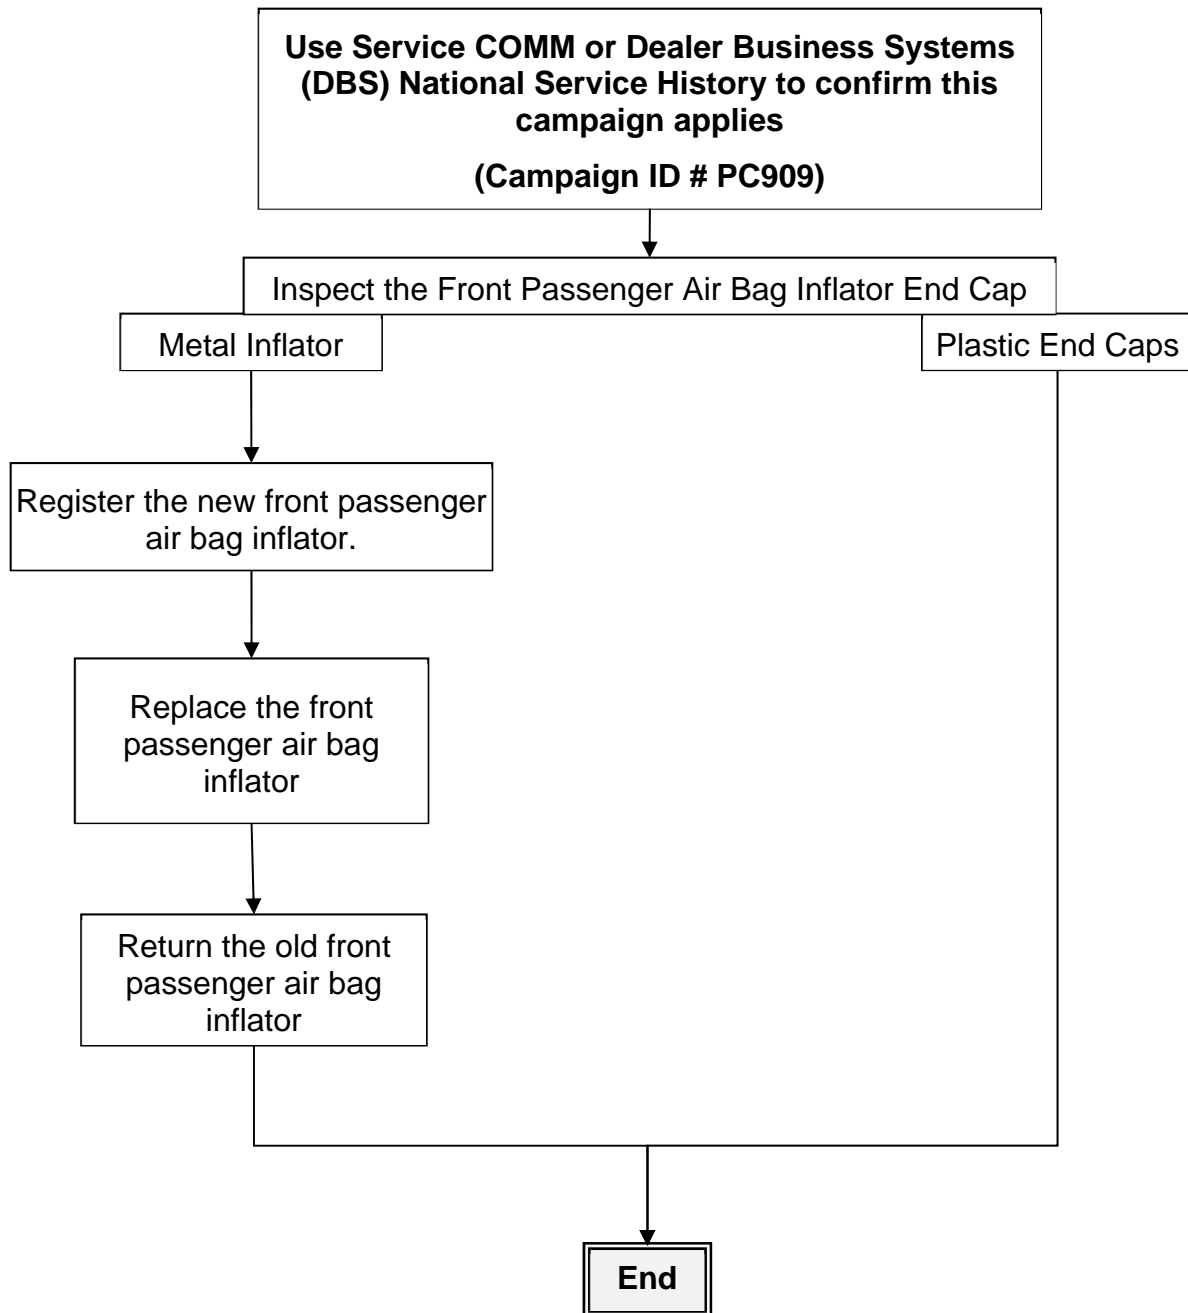 Use Service COMM or Dealer Business Systems
(DBS) National Service History to confirm this
campaign applies
(Campaign ID # PC909)
Inspect the Front Passenger Air Bag Inflator End Cap
Metal Inflator
Plastic End Caps
Register the new front passenger
air bag inflator.
Replace the front
passenger air bag
inflator
Return the old front
passenger air bag
inflator
End